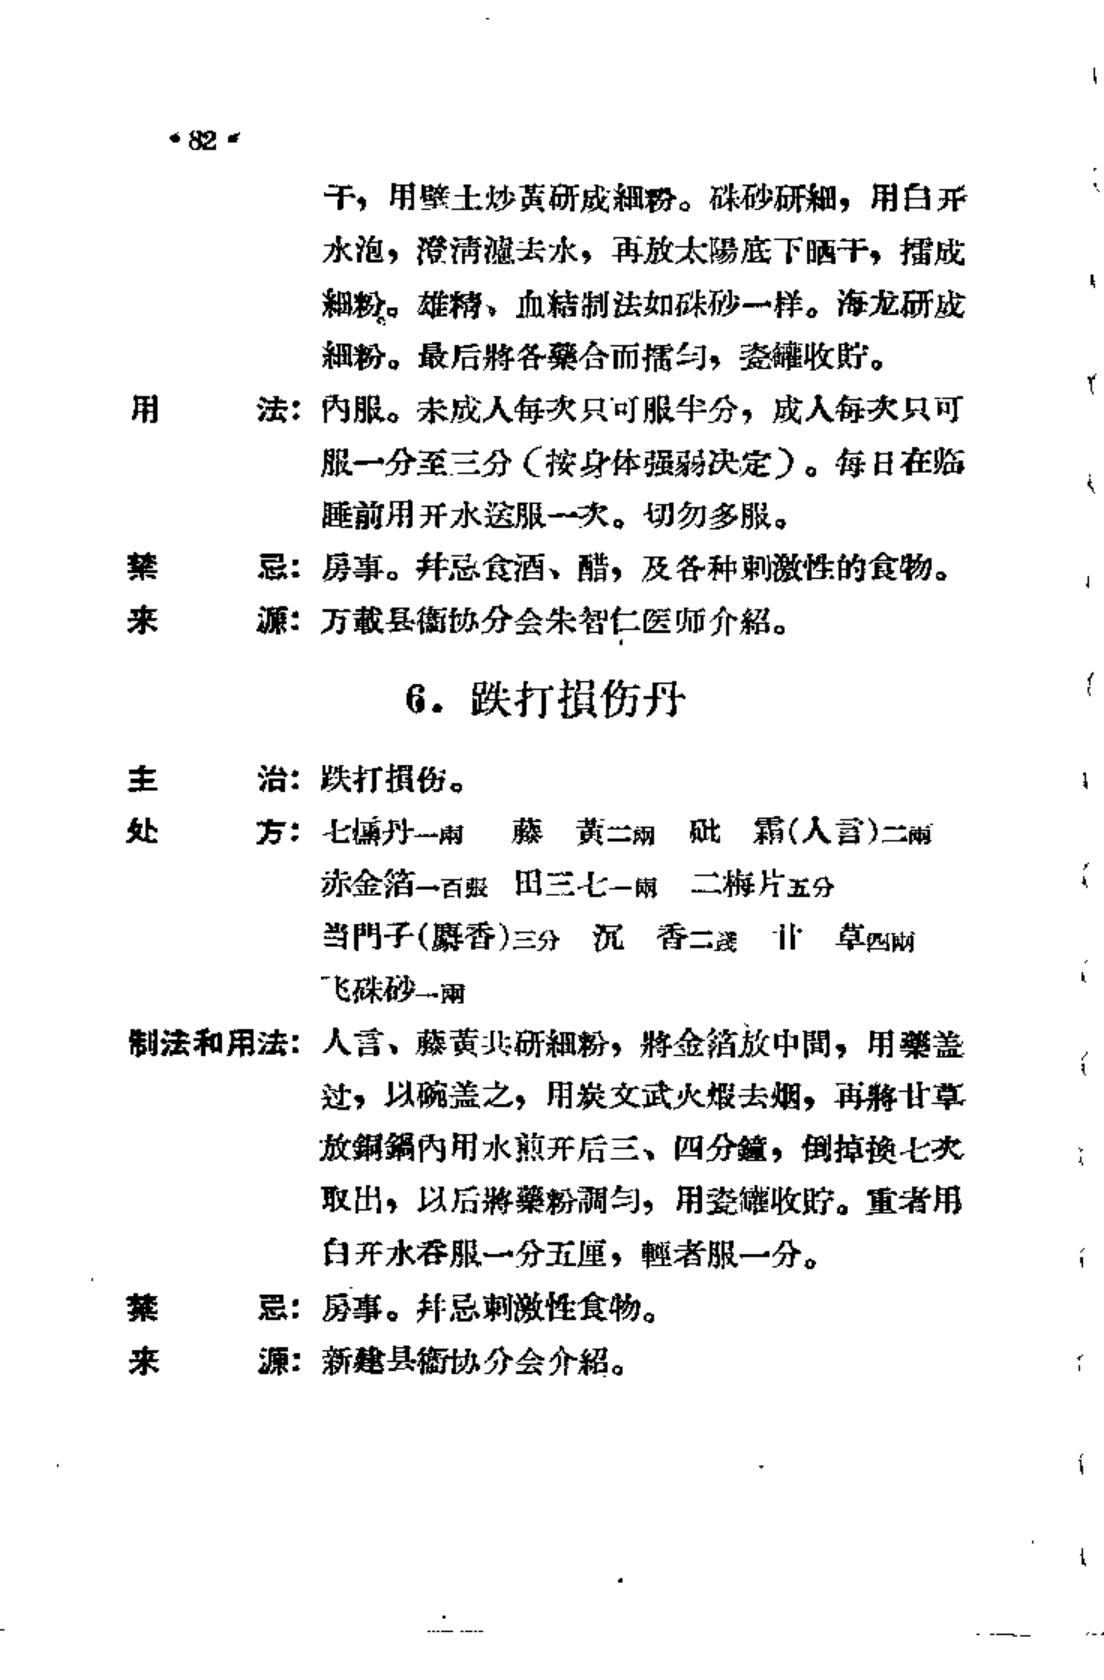 •82•
干，用壁土炒黃研成細粉。硃砂研細，用白开
水泡，澄清濾去水，再放太陽底下晒干，擂成
細粉。雄精、血結制法如硃砂一样。海龙研成
細粉。最后將各藥合而擂勻，瓷罐收貯。
用　　法：內服。未成人每次只可服半分，成人每次只可
服一分至三分（按身体强弱决定）。每日在临
睡前用开水送服一次。切勿多服。
禁　　忌：房事。幷忌食酒、醋，及各种刺激性的食物。
来　　源：万載县衞协分会朱智仁医师介紹。
6．跌打損伤丹
主　　治：跌打損伤。
处　　方：七 丹一兩　藤　黃二兩　砒　霜(人言)二兩
赤金箔一百張　田三七一兩　二梅片五分
当門子(麝香)三分　沉　香二錢　甘　草四兩
飞硃砂一兩
制法和用法：人言、藤黃共研細粉，將金箔放中間，用藥盖
过，以碗盖之，用炭文武火煅去烟，再將甘草
放銅鍋內用水煎开后三、四分鐘，倒掉換七次
取出，以后將藥粉調勻，用瓷罐收貯。重者用
白开水吞服一分五厘，輕者服一分。
禁　　忌：房事。幷忌刺激性食物。
来　　源：新建县衞协分会介紹。